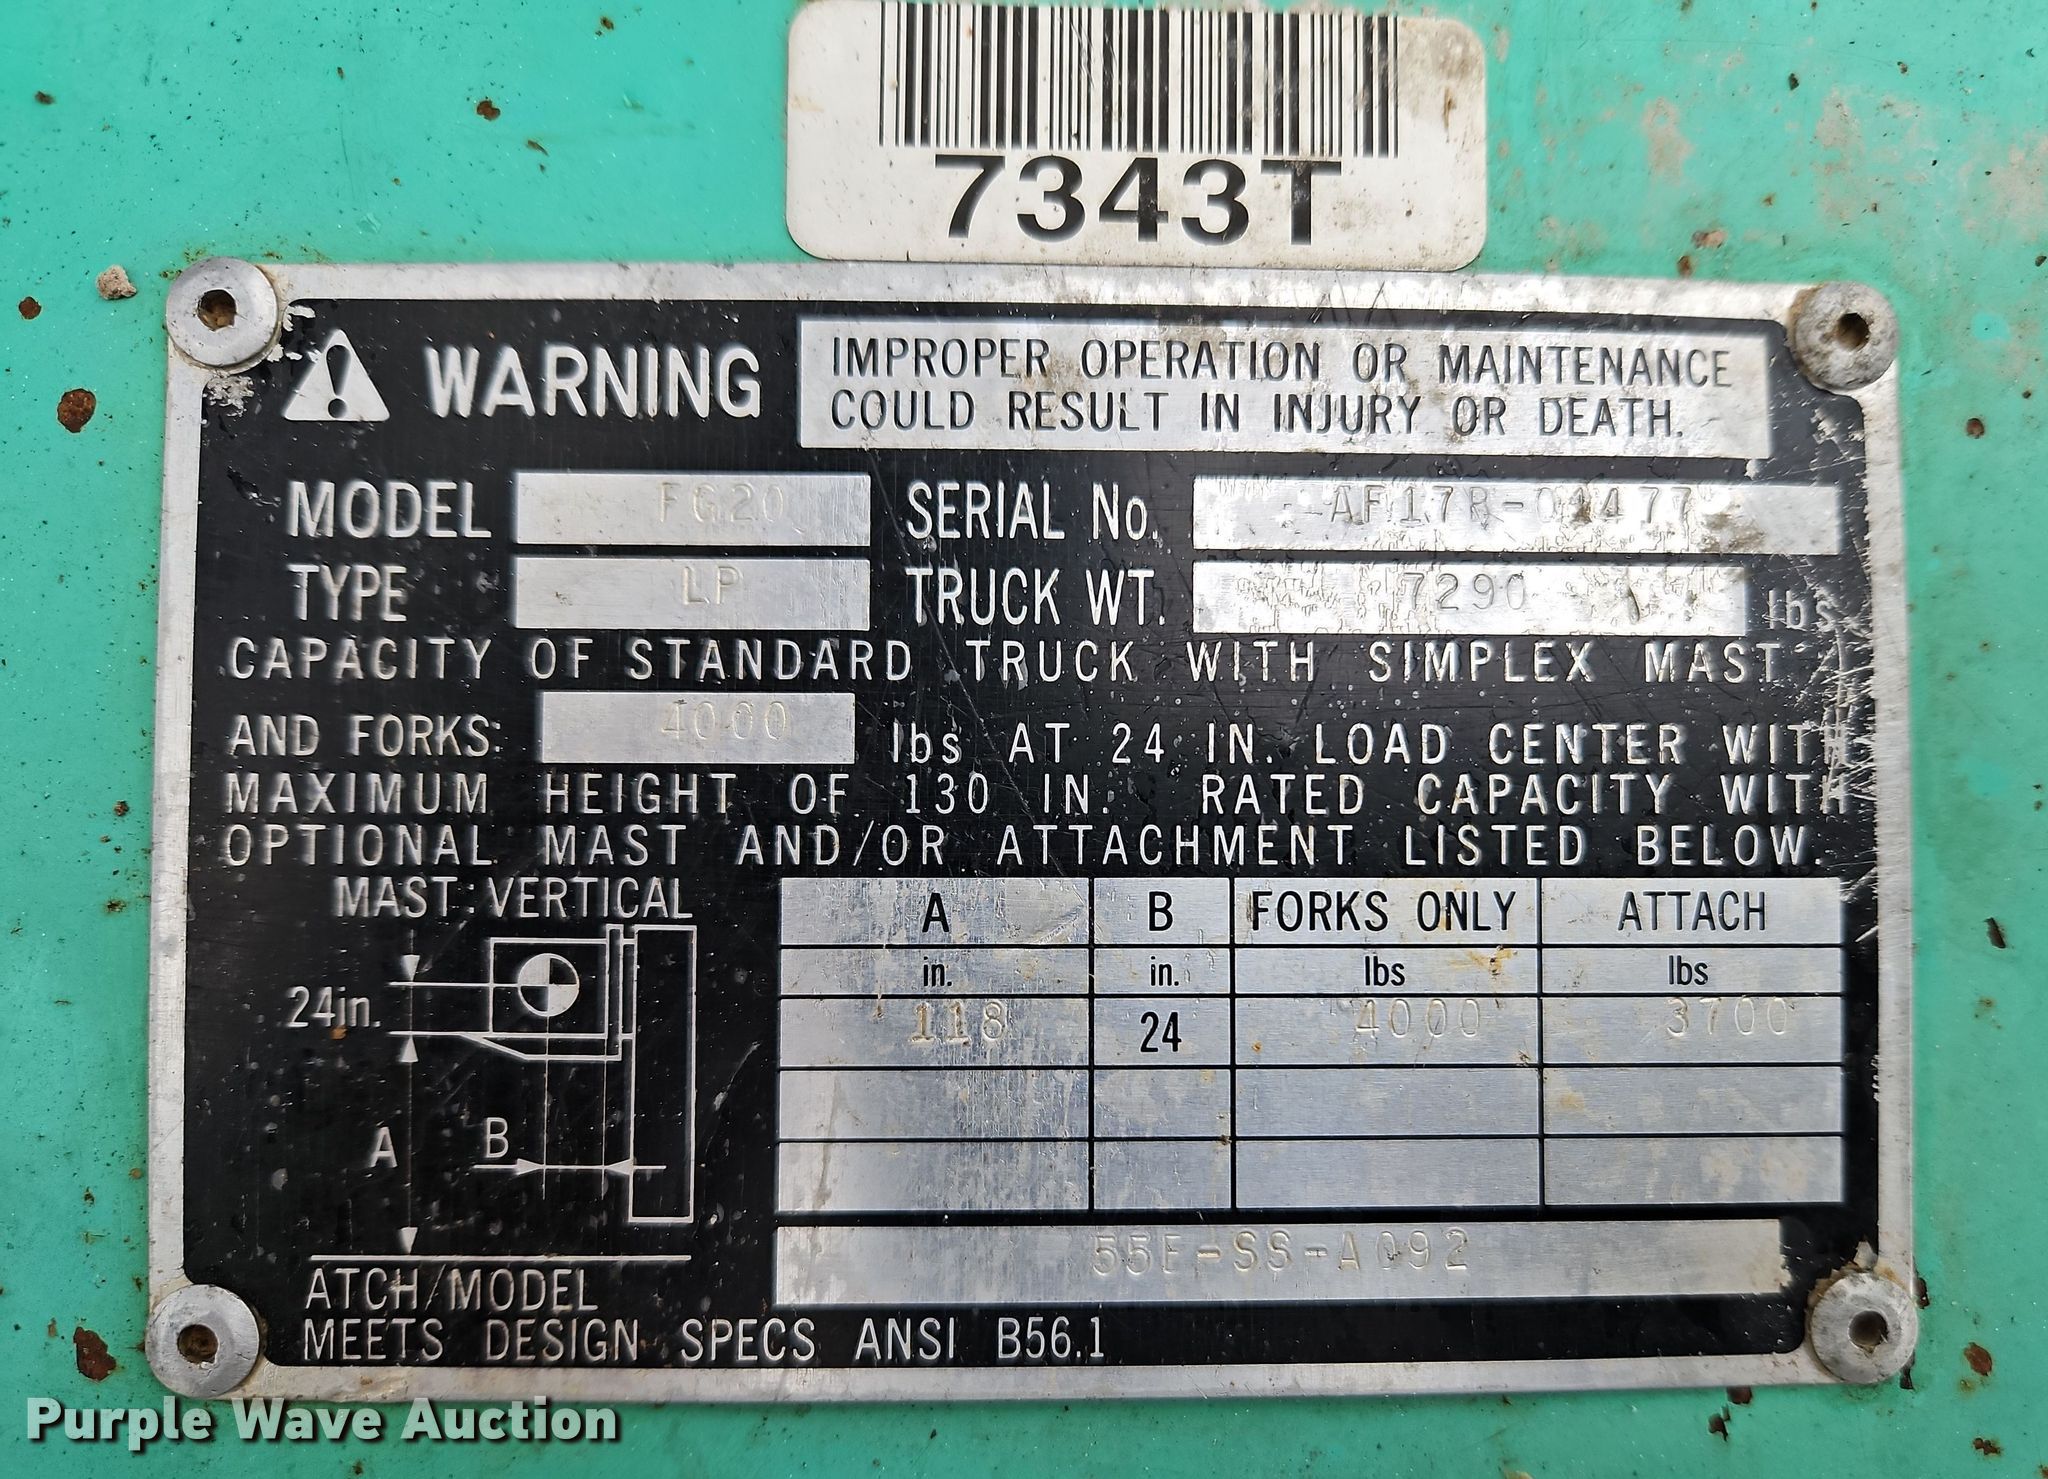 7343T
WARNING
IMPROPER OPERATION OR MAINTENANCE
COULD RESULT IN INJURY OR DEATH.
MODEL FG20 SERIAL No. AF17B-01477
TYPE LP TRUCK WT. 7290 lbs
CAPACITY OF STANDARD TRUCK WITH SIMPLEX MAST
AND FORKS: 4000 lbs AT 24 IN. LOAD CENTER WITH
MAXIMUM HEIGHT OF 130 IN. RATED CAPACITY WITH
OPTIONAL MAST AND/OR ATTACHMENT LISTED BELOW.
MAST: VERTICAL
24in.
A
B
A B FORKS ONLY ATTACH
in. in. lbs lbs
118 24 4000 3700
55E-SS-A092
ATCH/MODEL
MEETS DESIGN SPECS ANSI B56.1
Purple Wave Auction